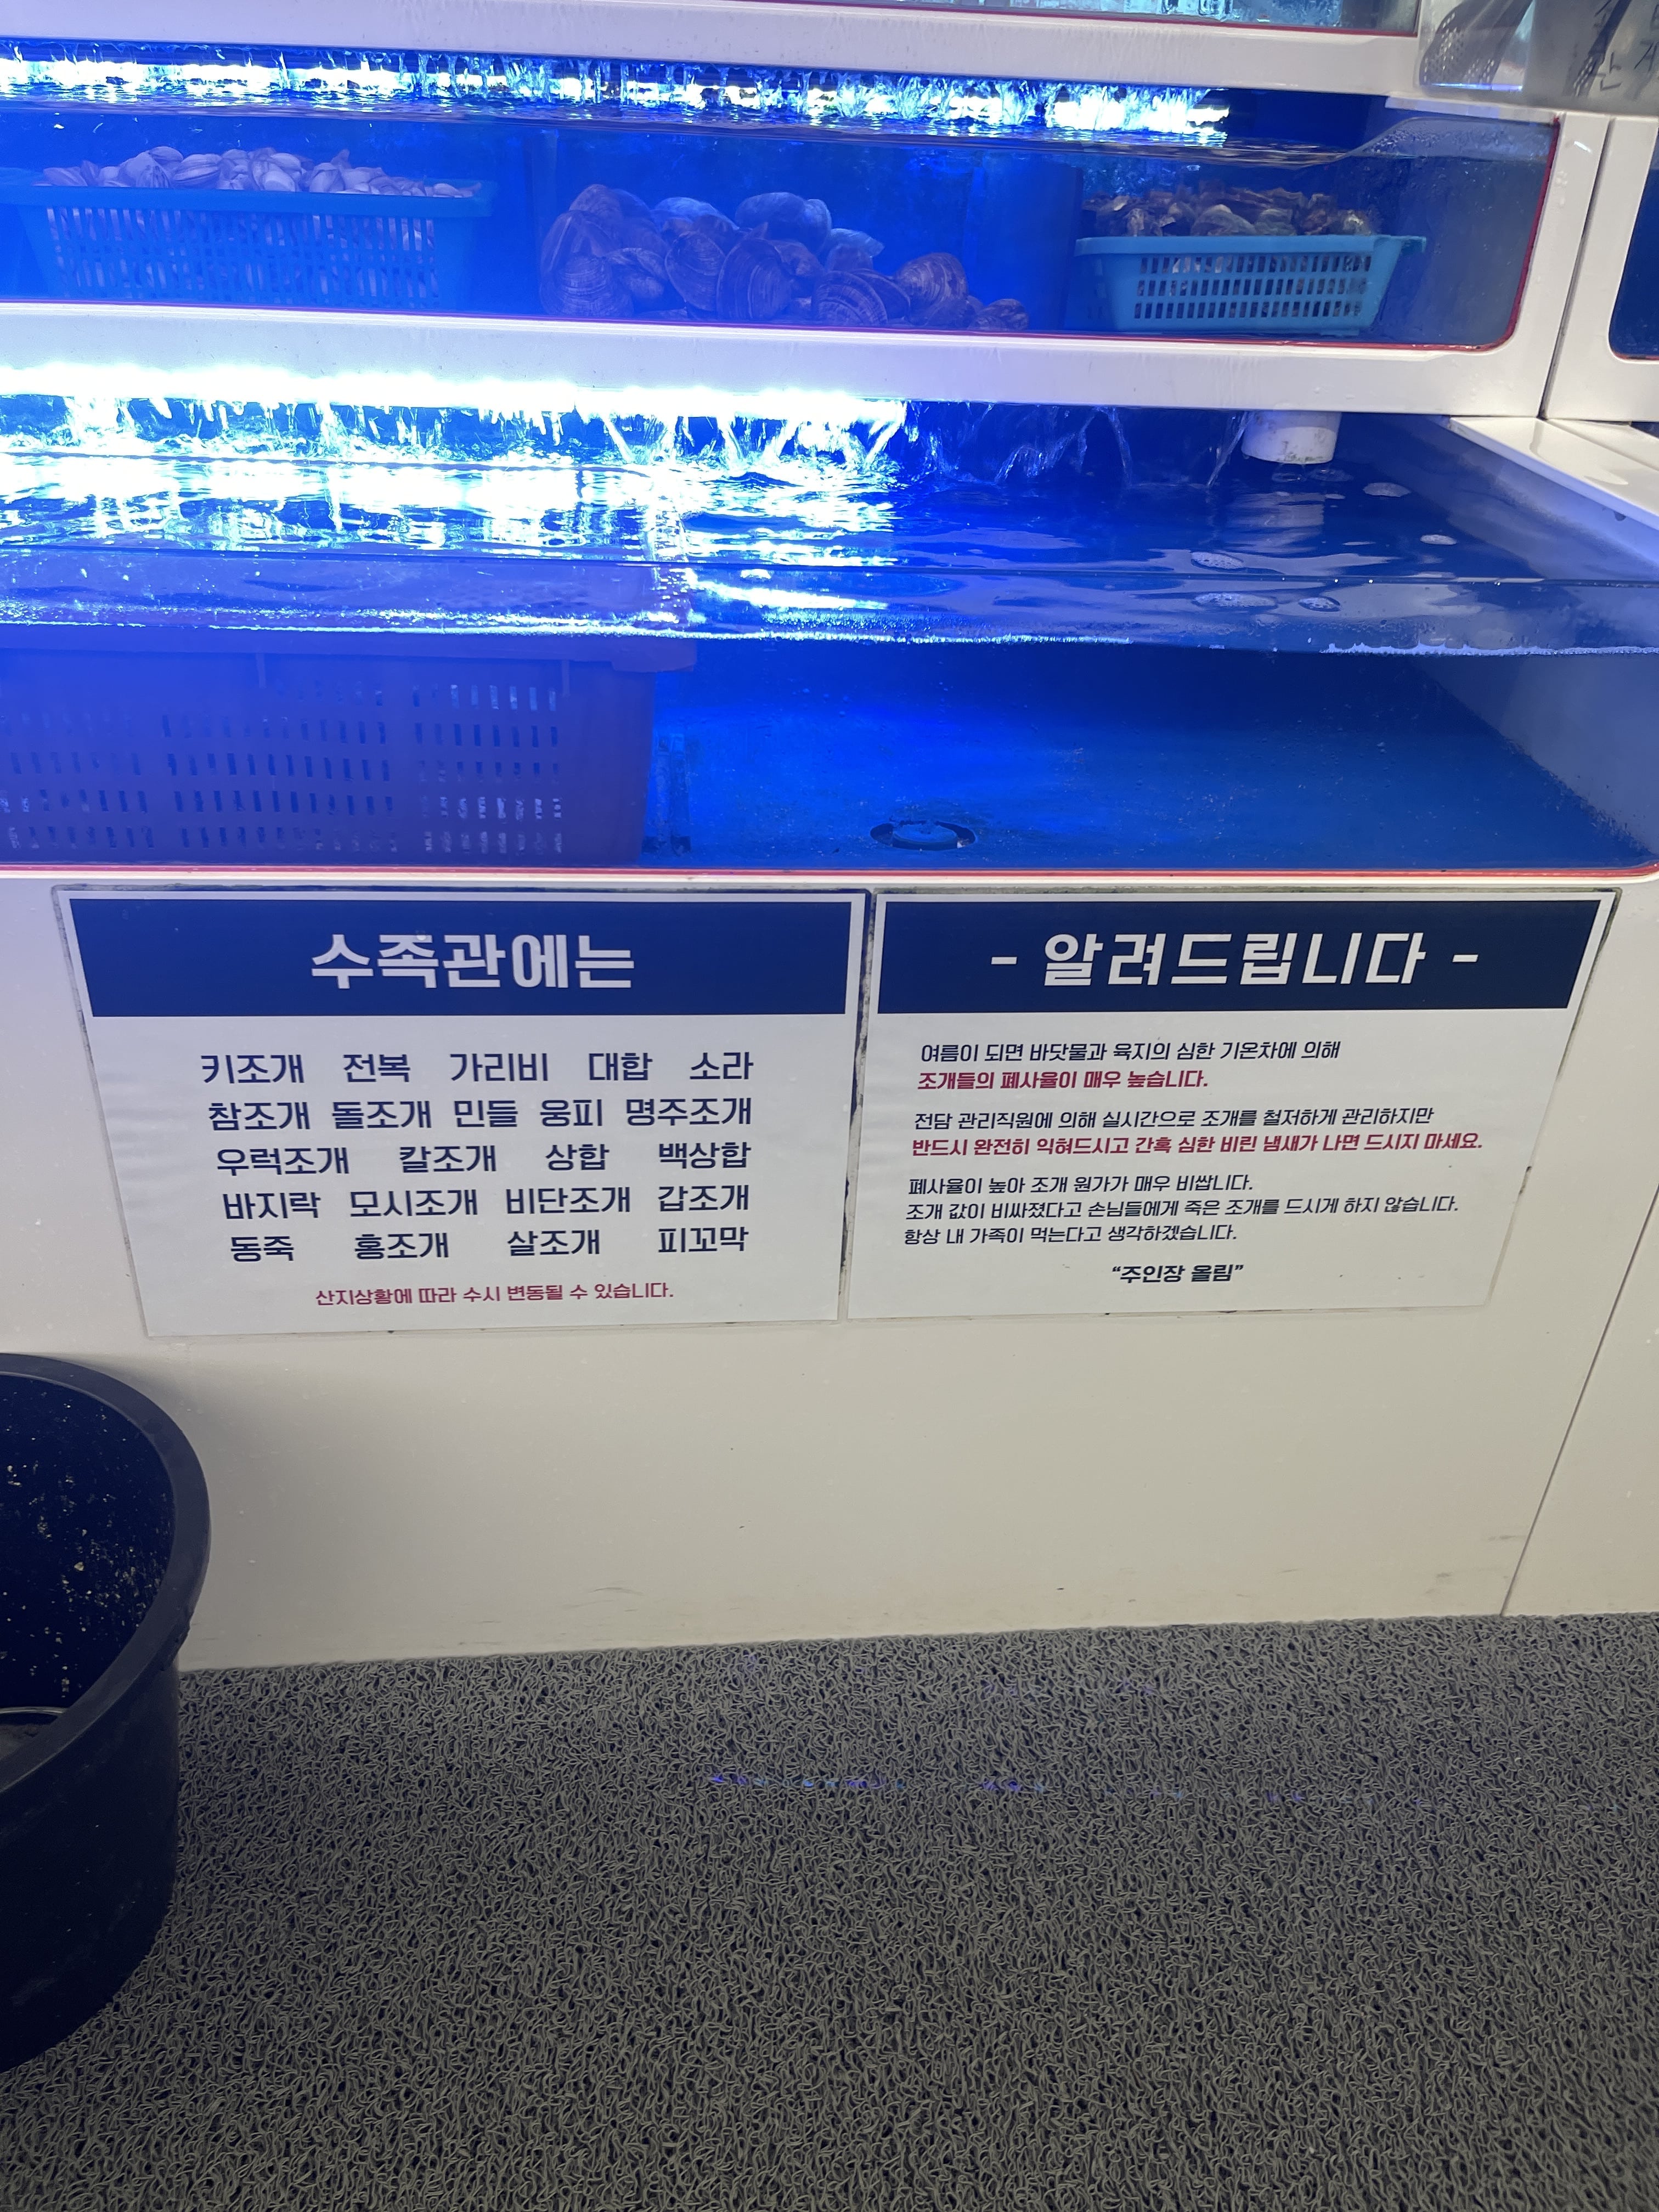 수족관에는
키조개 전복 가리비 대합 소라
참조개 돌조개 민들 웅피 명주조개
우럭조개 칼조개 상합 백상합
바지락 모시조개 비단조개 갑조개
동죽 홍조개 살조개 피꼬막
산지상황에 따라 수시 변동될 수 있습니다.
- 알려드립니다 -
여름이 되면 바닷물과 육지의 심한 기온차에 의해
조개들의 폐사율이 매우 높습니다.
전담 관리직원에 의해 실시간으로 조개를 철저하게 관리하지만
반드시 완전히 익혀드시고 간혹 심한 비린 냄새가 나면 드시지 마세요.
폐사율이 높아 조개 원가가 매우 비쌉니다.
조개 값이 비싸졌다고 손님들에게 죽은 조개를 드시게 하지 않습니다.
항상 내 가족이 먹는다고 생각하겠습니다.
“주인장 올림”